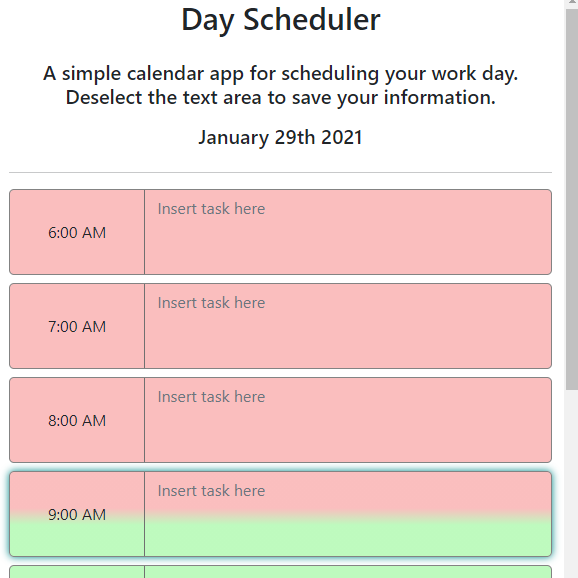 Day Scheduler
A simple calendar app for scheduling your work day.
Deselect the text area to save your information.
January 29th 2021
6:00 AM
Insert task here
7:00 AM
Insert task here
8:00 AM
Insert task here
9:00 AM
Insert task here